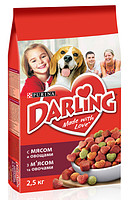 PURINA
DARLING
Made with
Love
С МЯСОМ
И ОВОЩАМИ
З М'ЯСОМ
ТА ОВОЧАМИ
2,5 КГ